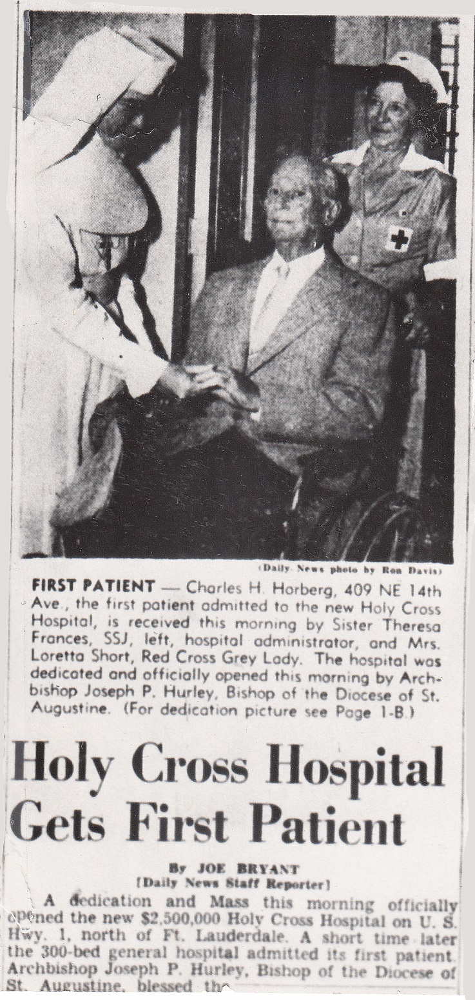 (Daily News photo by Ron Davis)
FIRST PATIENT — Charles H. Horberg, 409 NE 14th
Ave., the first patient admitted to the new Holy Cross
Hospital, is received this morning by Sister Theresa
Frances, SSJ, left, hospital administrator, and Mrs.
Loretta Short, Red Cross Grey Lady. The hospital was
dedicated and officially opened this morning by Arch-
bishop Joseph P. Hurley, Bishop of the Diocese of St.
Augustine. (For dedication picture see Page 1-B.)
Holy Cross Hospital
Gets First Patient
By JOE BRYANT
[Daily News Staff Reporter]
A dedication and Mass this morning officially
opened the new $2,500,000 Holy Cross Hospital on U. S.
Hwy. 1, north of Ft. Lauderdale. A short time later
the 300-bed general hospital admitted its first patient.
Archbishop Joseph P. Hurley, Bishop of the Diocese of
St. Augustine, blessed the